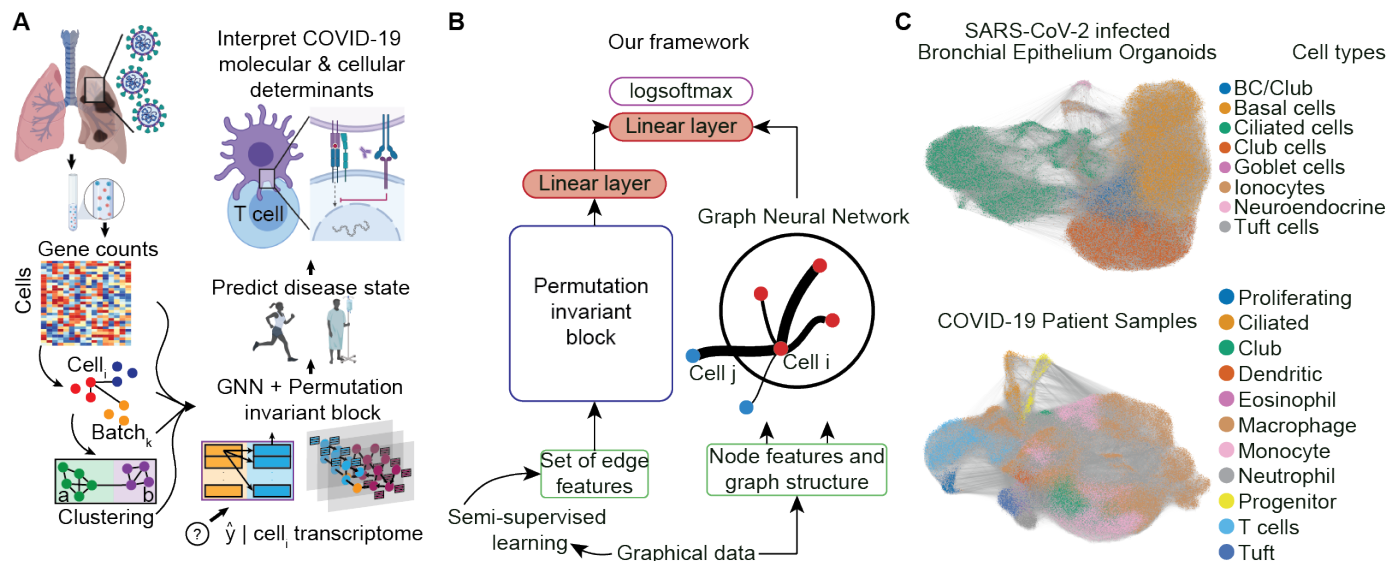 A
Interpret COVID-19
molecular & cellular
determinants
T cell
Gene counts
Cells
Predict disease state
Cell i
Batch k
GNN + Permutation
invariant block
a
b
Clustering
? ŷ | cell i transcriptome
B
Our framework
logsoftmax
Linear layer
Linear layer
Permutation
invariant
block
Graph Neural Network
Cell j
Cell i
Set of edge
features
Node features and
graph structure
Semi-supervised
learning
Graphical data
C
SARS-CoV-2 infected
Bronchial Epithelium Organoids
Cell types
BC/Club
Basal cells
Ciliated cells
Club cells
Goblet cells
Ionocytes
Neuroendocrine
Tuft cells
COVID-19 Patient Samples
Proliferating
Ciliated
Club
Dendritic
Eosinophil
Macrophage
Monocyte
Neutrophil
Progenitor
T cells
Tuft